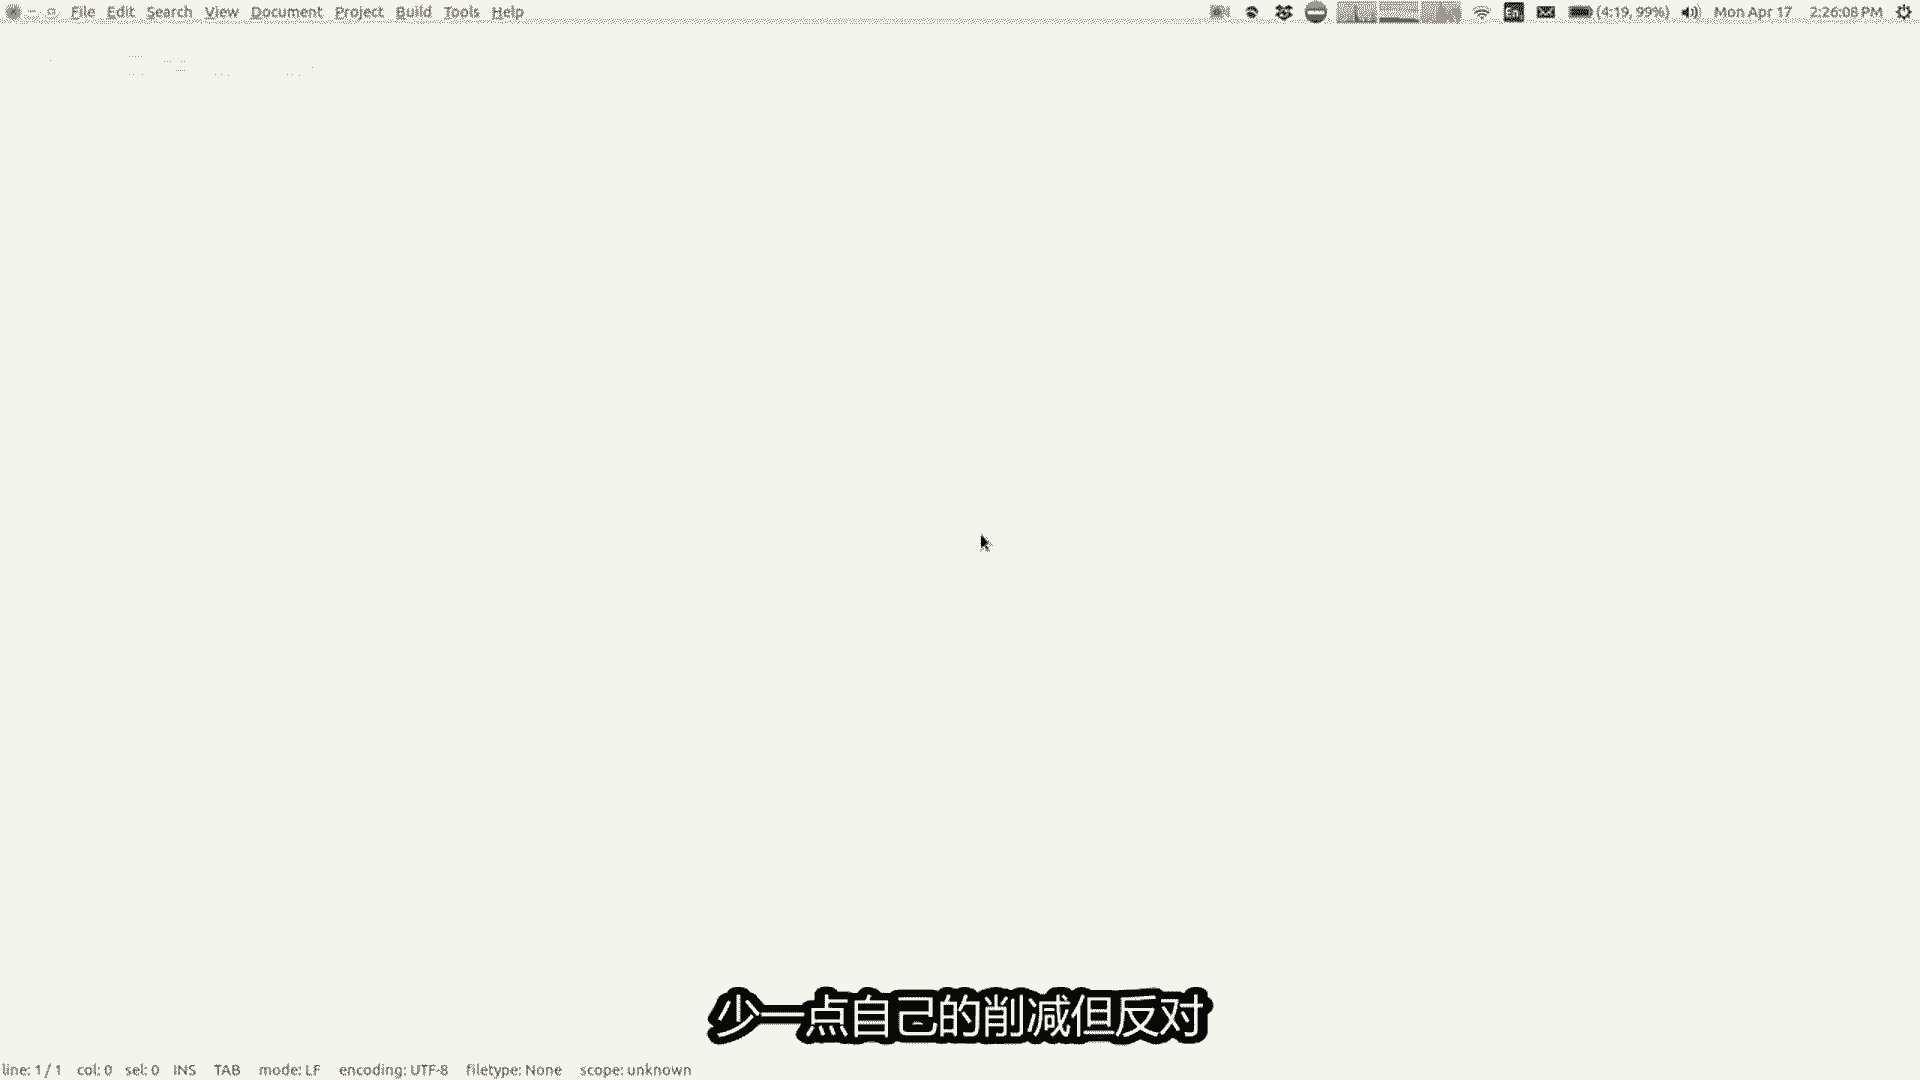 File Edit Search View Document Project Build Tools Help En (4:19, 99%) Mon Apr 17 2:26:08 PM
少一点自己的削减但反对
line: 1 / 1 col: 0 sel: 0 INS TAB mode: LF encoding: UTF-8 filetype: None scope: unknown